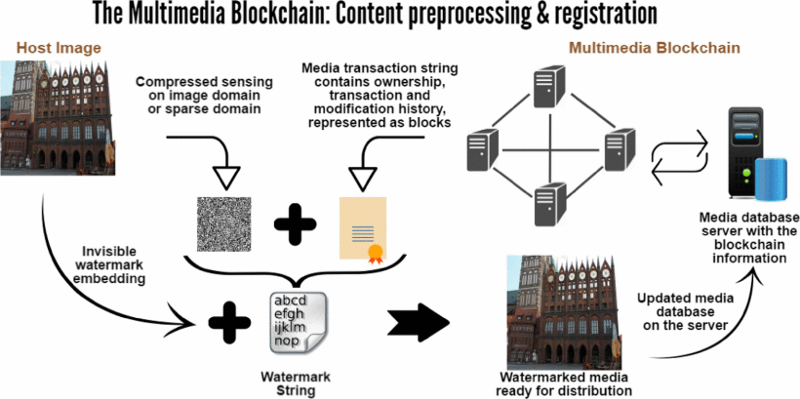 The Multimedia Blockchain: Content preprocessing & registration
Host Image
Compressed sensing
on image domain
or sparse domain
Media transaction string
contains ownership,
transaction and
modification history,
represented as blocks
Multimedia Blockchain
Media database
server with the
blockchain
information
Invisible
watermark
embedding
abcd
efgh
ijklm
nop
Watermark
String
Watermarked media
ready for distribution
Updated media
database
on the server